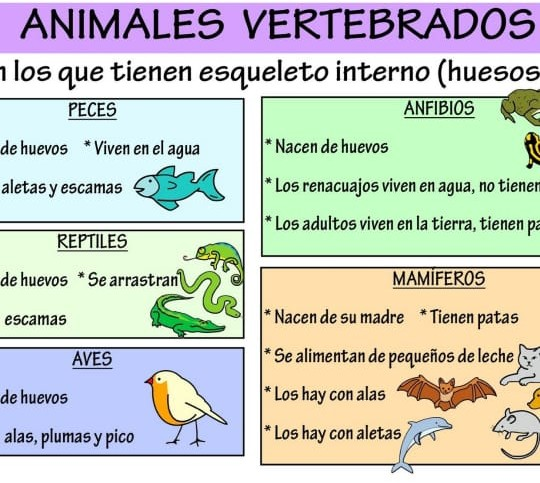 ANIMALES VERTEBRADOS
los que tienen esqueleto interno (huesos
PECES
de huevos * Viven en el agua
aletas y escamas
REPTILES
de huevos * Se arrastran
escamas
AVES
de huevos
alas, plumas y pico
ANFIBIOS
* Nacen de huevos
* Los renacuajos viven en agua, no tienen
* Los adultos viven en la tierra, tienen
MAMÍFEROS
* Nacen de su madre * Tienen patas
* Se alimentan de pequeños de leche
* Los hay con alas
* Los hay con aletas